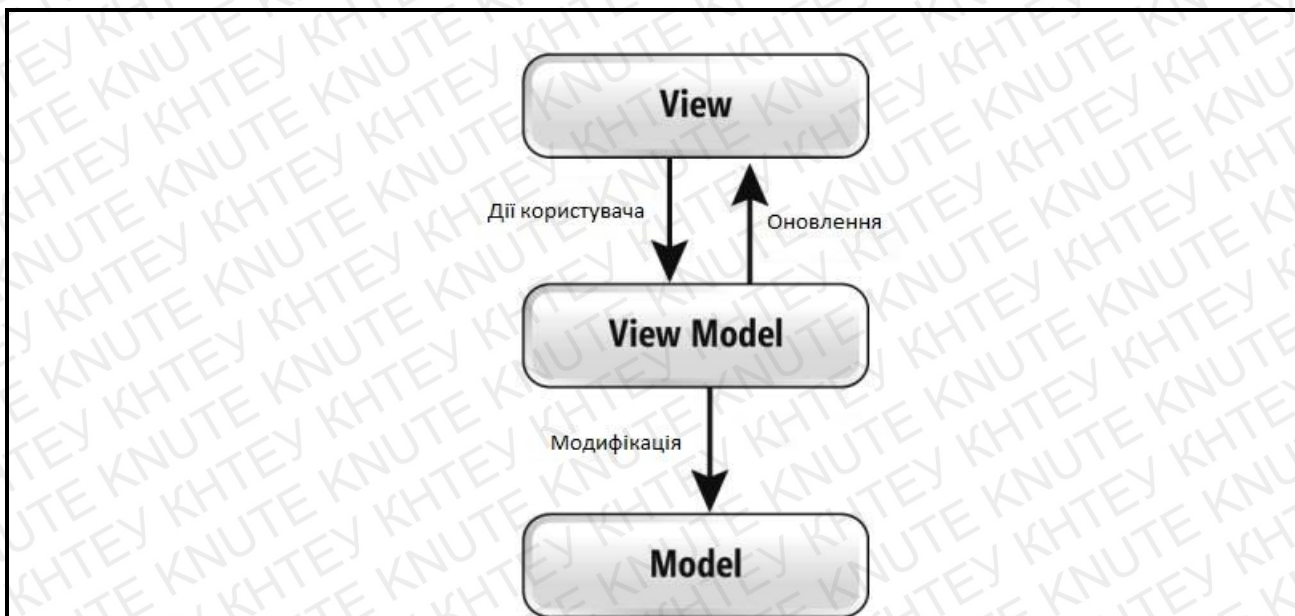 View
Дії користувача
Оновлення
View Model
Модифікація
Model